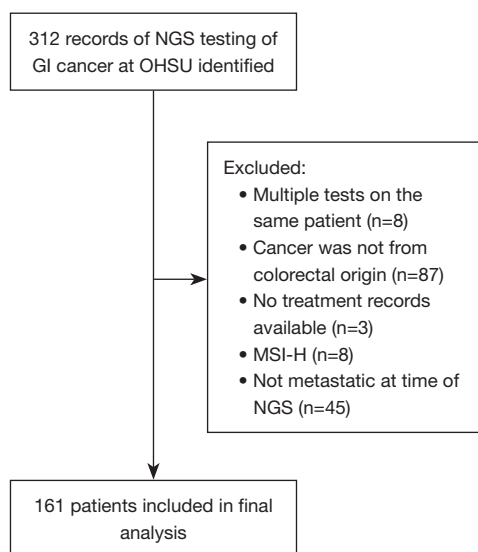 312 records of NGS testing of
GI cancer at OHSU identified
Excluded:
• Multiple tests on the
same patient (n=8)
• Cancer was not from
colorectal origin (n=87)
• No treatment records
available (n=3)
• MSI-H (n=8)
• Not metastatic at time of
NGS (n=45)
161 patients included in final
analysis